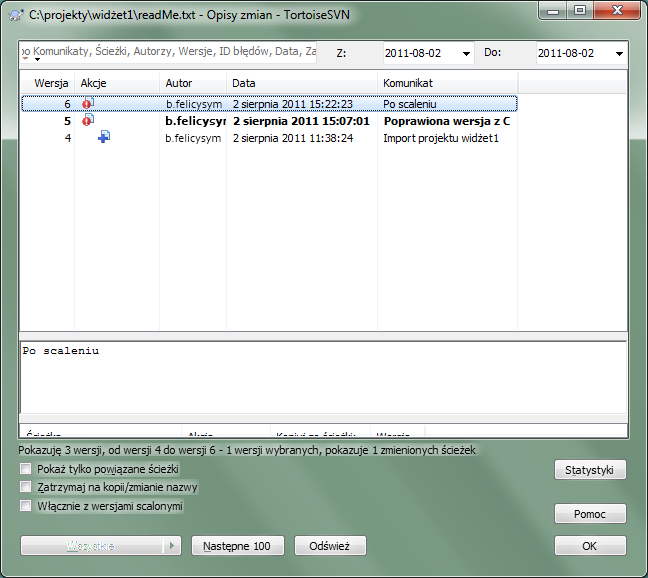 C:\projekty\widżet1\readMe.txt - Opisy zmian - TortoiseSVN
po Komunikaty, Ścieżki, Autorzy, Wersje, ID błędów, Data, Za
Z: 2011-08-02 Do: 2011-08-02
Wersja Akcje Autor Data Komunikat
6 b.felicysym 2 sierpnia 2011 15:22:23 Po scaleniu
5 b.felicysyr 2 sierpnia 2011 15:07:01 Poprawiona wersja z C
4 b.felicysym 2 sierpnia 2011 11:38:24 Import projektu widżet1
Po scaleniu
Ścieżka Akcja Kopiuj ze ścieżki Wersja
Pokazuję 3 wersji, od wersji 4 do wersji 6 - 1 wersji wybranych, pokazuje 1 zmienionych ścieżek
Pokaż tylko powiązane ścieżki
Zatrzymaj na kopii/zmianie nazwy
Włącznie z wersjami scalonymi
Statystyki
Pomoc
Wszystkie Następne 100 Odśwież OK